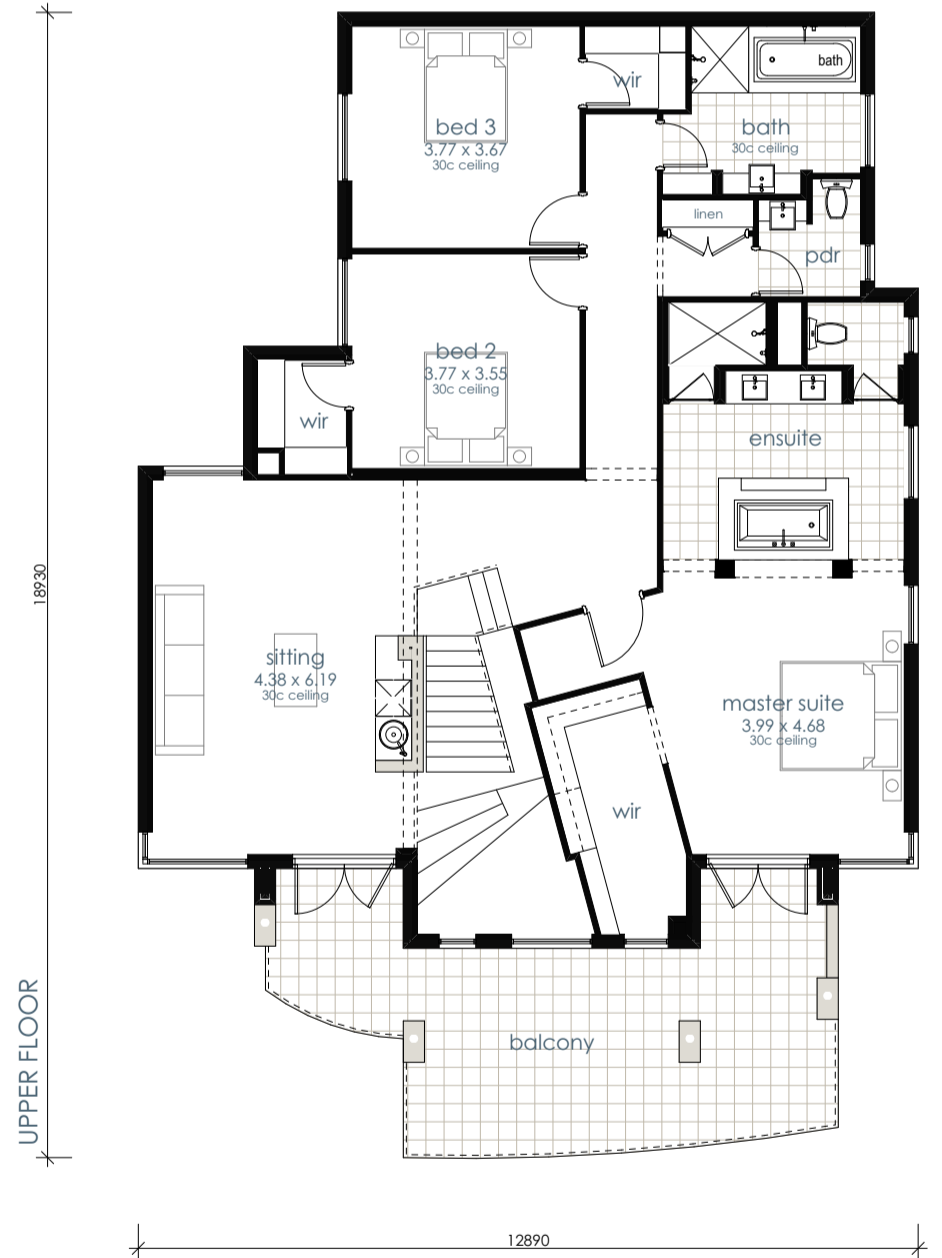 wir
bath
bed 3
3.77 x 3.67
30c ceiling
bath
30c ceiling
linen
pdr
bed 2
3.77 x 3.55
30c ceiling
wir
ensuite
18930
sitting
4.38 x 6.19
30c ceiling
master suite
3.99 x 4.68
30c ceiling
wir
balcony
UPPER FLOOR
12890